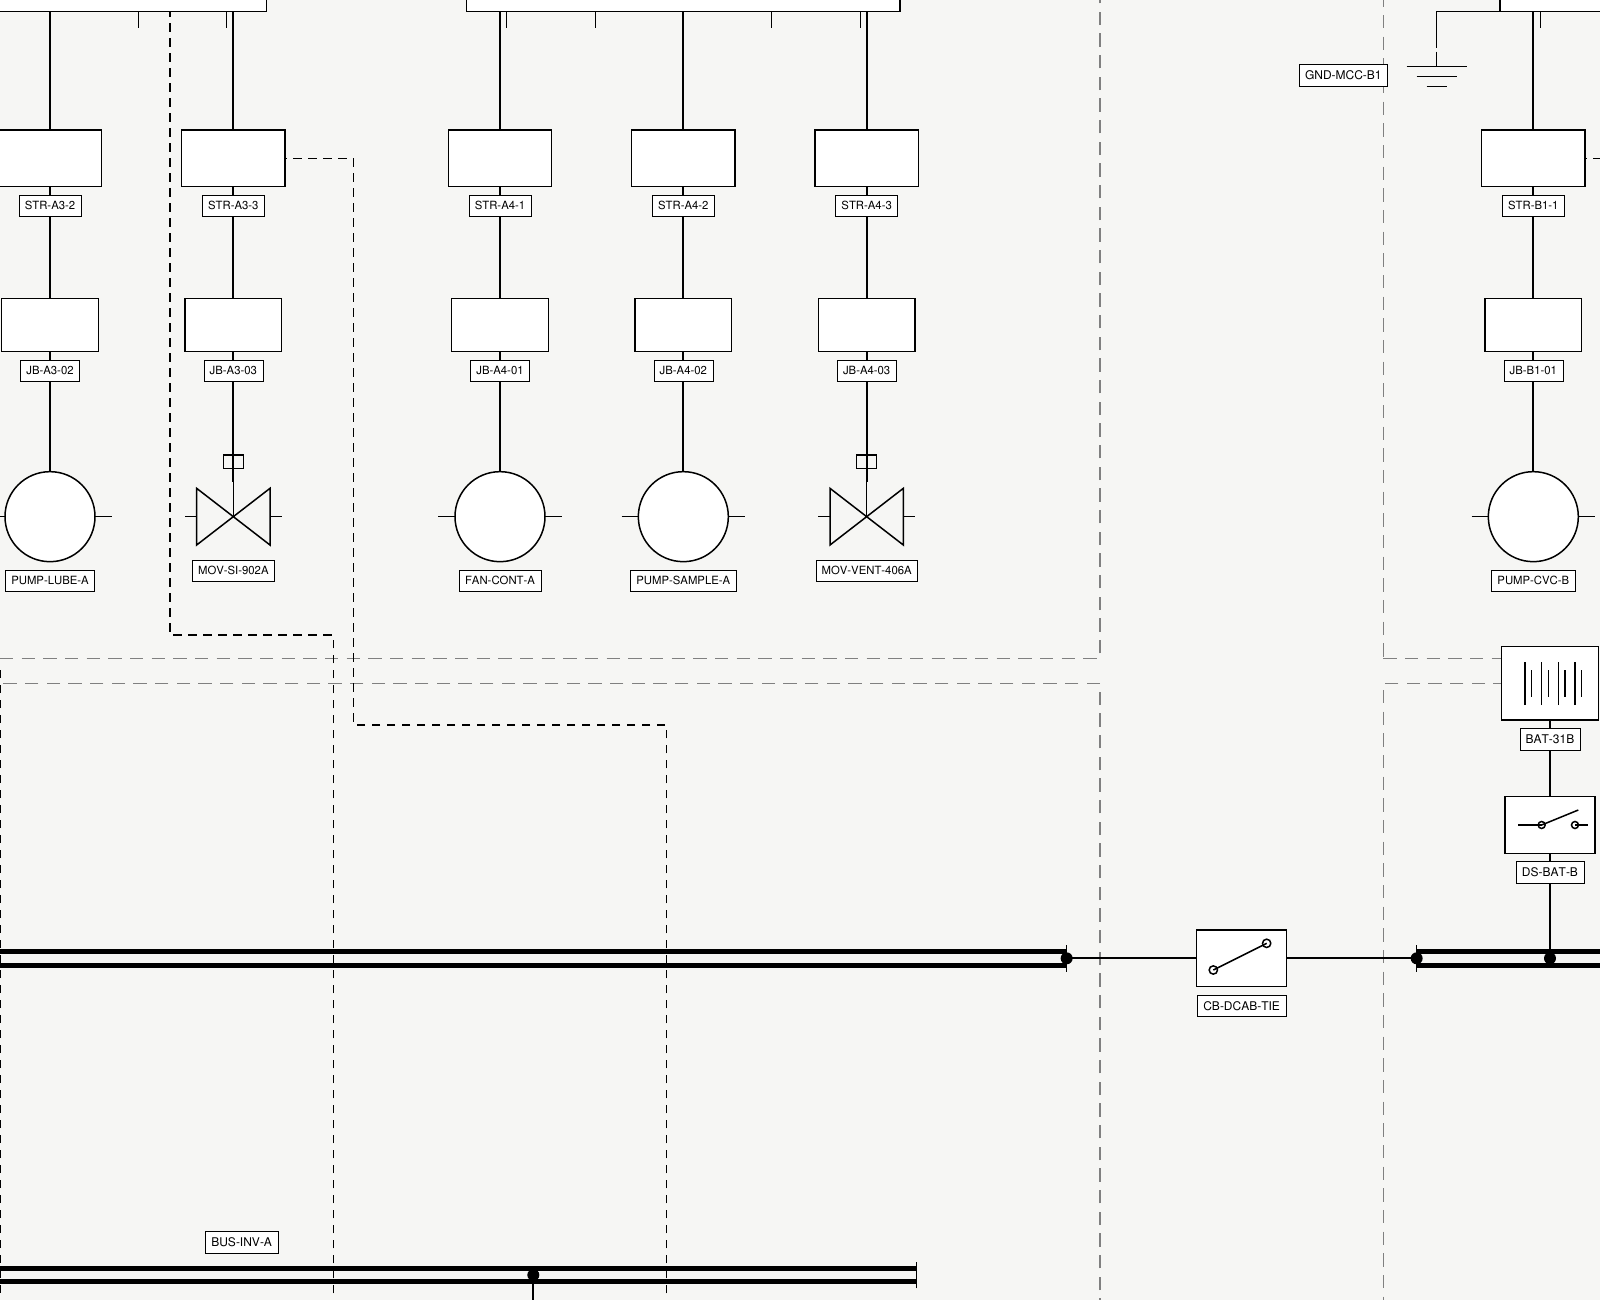 GND-MCC-B1
STR-A3-2
STR-A3-3
STR-A4-1
STR-A4-2
STR-A4-3
STR-B1-1
JB-A3-02
JB-A3-03
JB-A4-01
JB-A4-02
JB-A4-03
JB-B1-01
PUMP-LUBE-A
MOV-SI-902A
FAN-CONT-A
PUMP-SAMPLE-A
MOV-VENT-406A
PUMP-CVC-B
BAT-31B
DS-BAT-B
CB-DCAB-TIE
BUS-INV-A